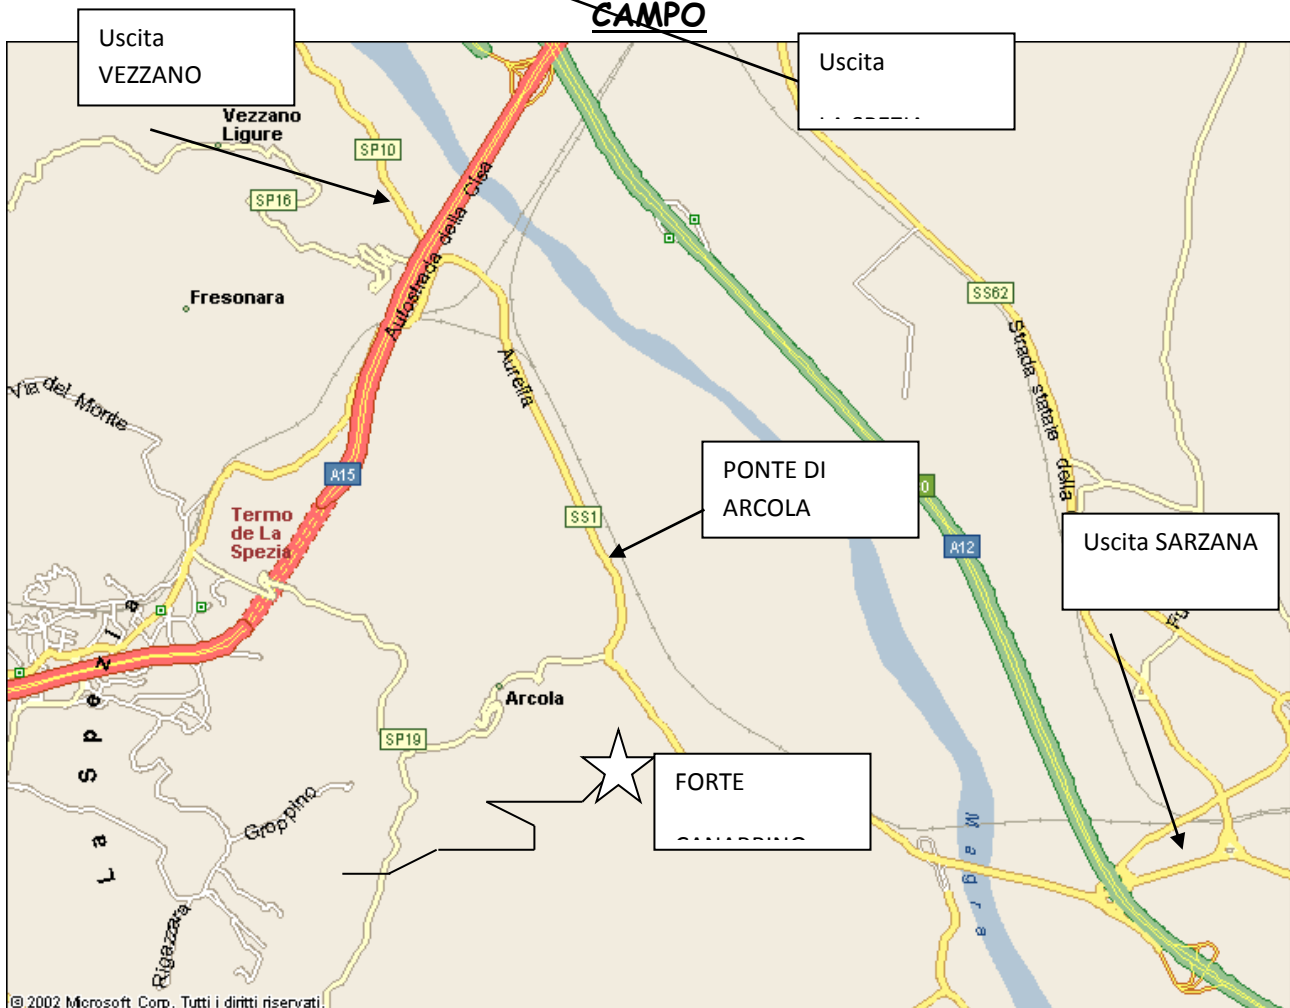 CAMPO
Uscita
VEZZANO
Uscita
Vezzano
Ligure
SP10
SP16
Autostrada della Cisa
Fresonara
SS62
Strada statale della
Aurelia
Via del Monte
A15
PONTE DI
ARCOLA
Termo
de La
Spezia
SS1
A12
Uscita SARZANA
La Spezia
Arcola
SP19
FORTE
Groppino
Magra
Rigazzara
© 2002 Microsoft Corp. Tutti i diritti riservati.